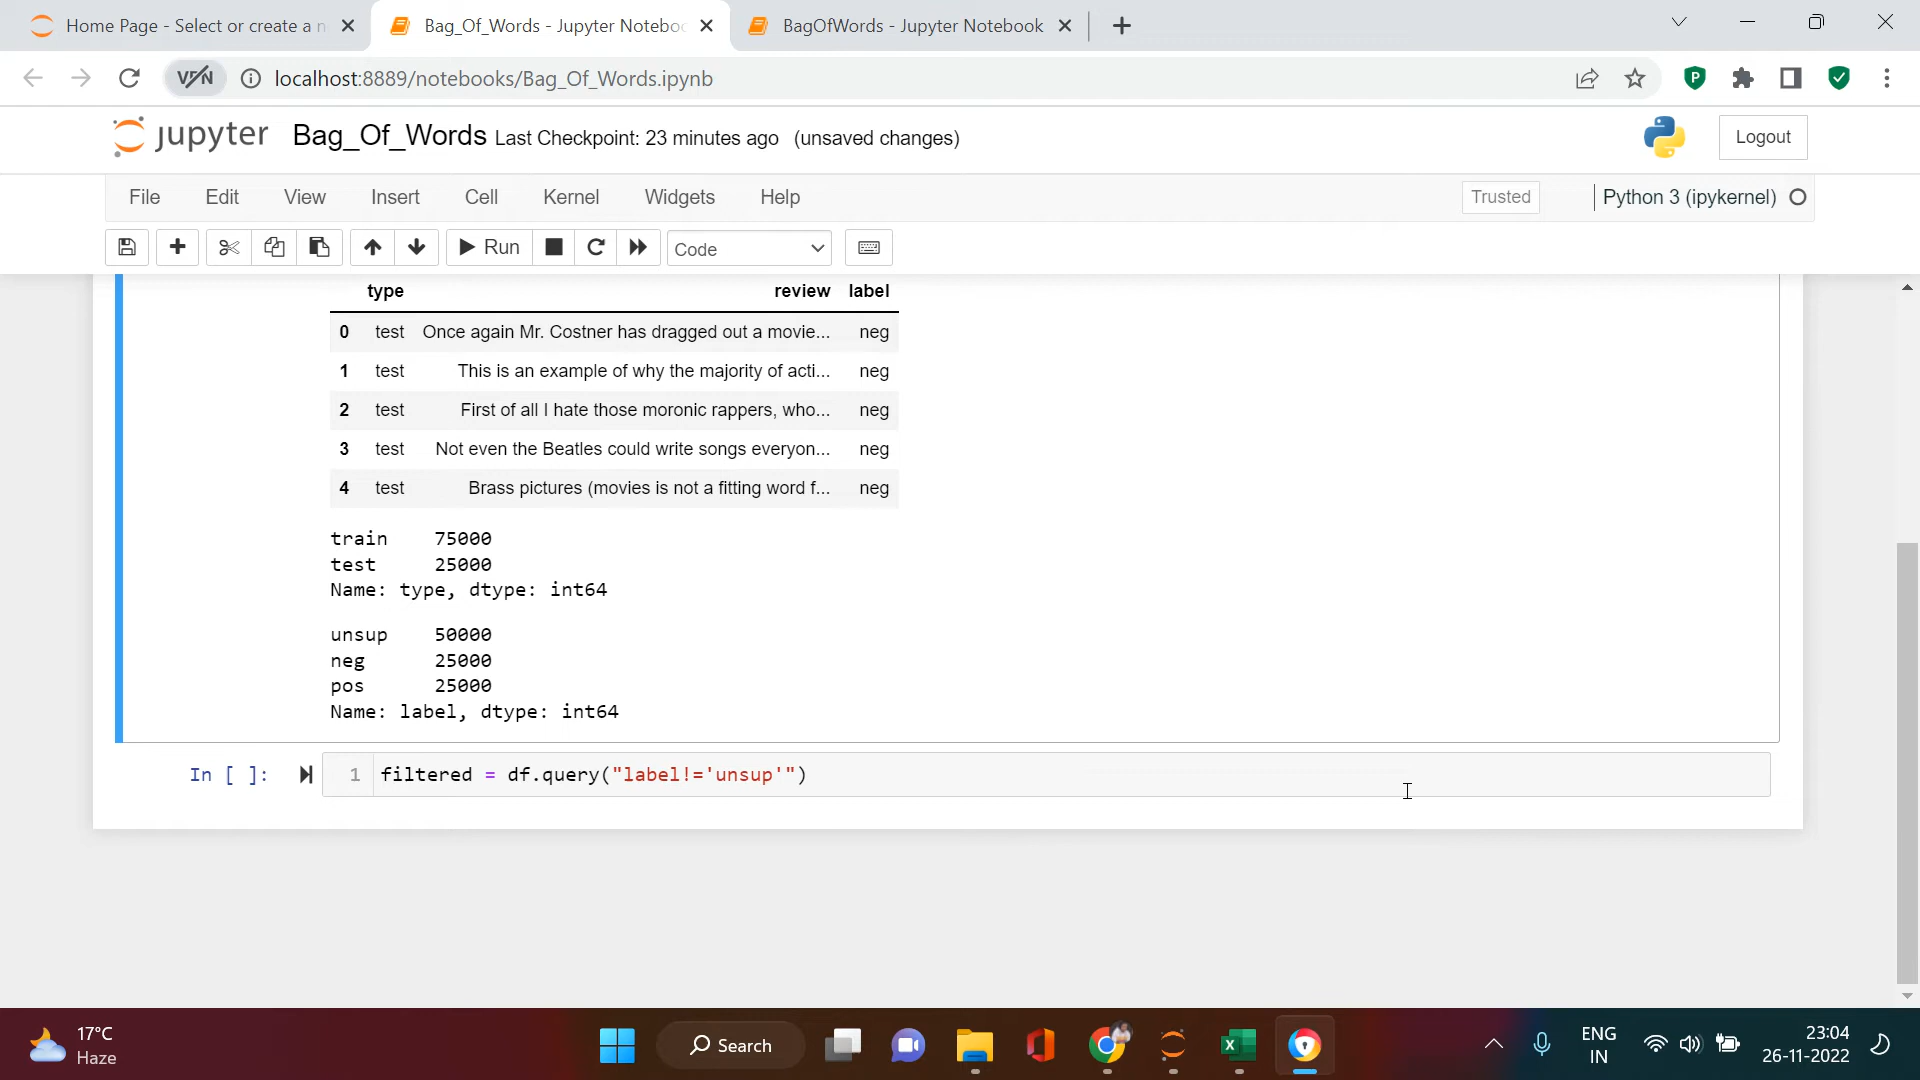 Home Page - Select or create a n
Bag_Of_Words - Jupyter Noteboo
BagOfWords - Jupyter Notebook
VPN
localhost:8889/notebooks/Bag_Of_Words.ipynb
jupyter Bag_Of_Words Last Checkpoint: 23 minutes ago (unsaved changes)
Logout
File Edit View Insert Cell Kernel Widgets Help
Trusted
Python 3 (ipykernel)
Run
Code
type review label
0 test Once again Mr. Costner has dragged out a movie... neg
1 test This is an example of why the majority of acti... neg
2 test First of all I hate those moronic rappers, who... neg
3 test Not even the Beatles could write songs everyon... neg
4 test Brass pictures (movies is not a fitting word f... neg
train 75000
test 25000
Name: type, dtype: int64
unsup 50000
neg 25000
pos 25000
Name: label, dtype: int64
In [ ]: 1 filtered = df.query("label!='unsup'")
17°C
Haze
Search
ENG
IN
23:04
26-11-2022